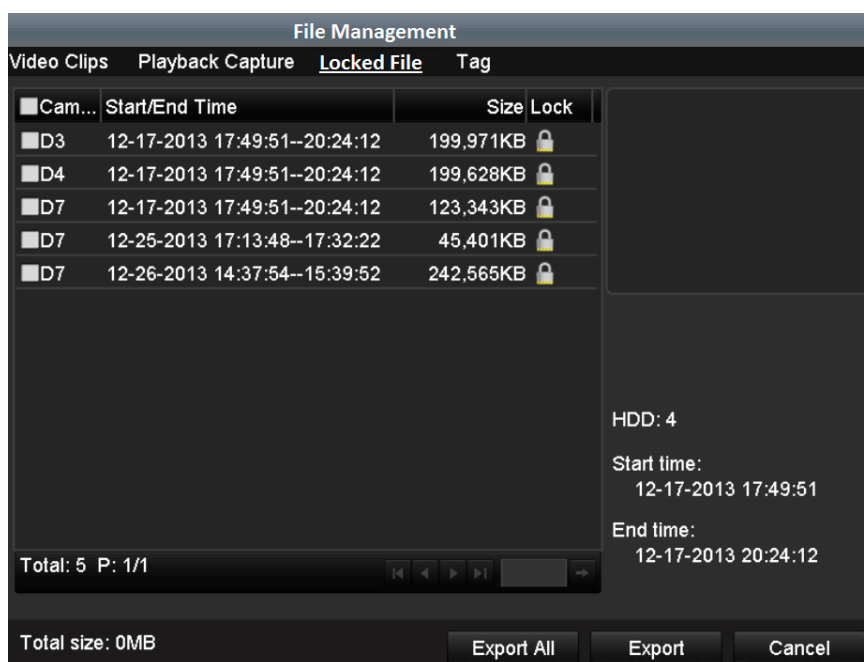 File Management
Video Clips Playback Capture Locked File Tag
Cam... Start/End Time Size Lock
D3 12-17-2013 17:49:51--20:24:12 199,971KB
D4 12-17-2013 17:49:51--20:24:12 199,628KB
D7 12-17-2013 17:49:51--20:24:12 123,343KB
D7 12-25-2013 17:13:48--17:32:22 45,401KB
D7 12-26-2013 14:37:54--15:39:52 242,565KB
HDD: 4
Start time:
12-17-2013 17:49:51
End time:
12-17-2013 20:24:12
Total: 5 P: 1/1
Total size: 0MB
Export All Export Cancel